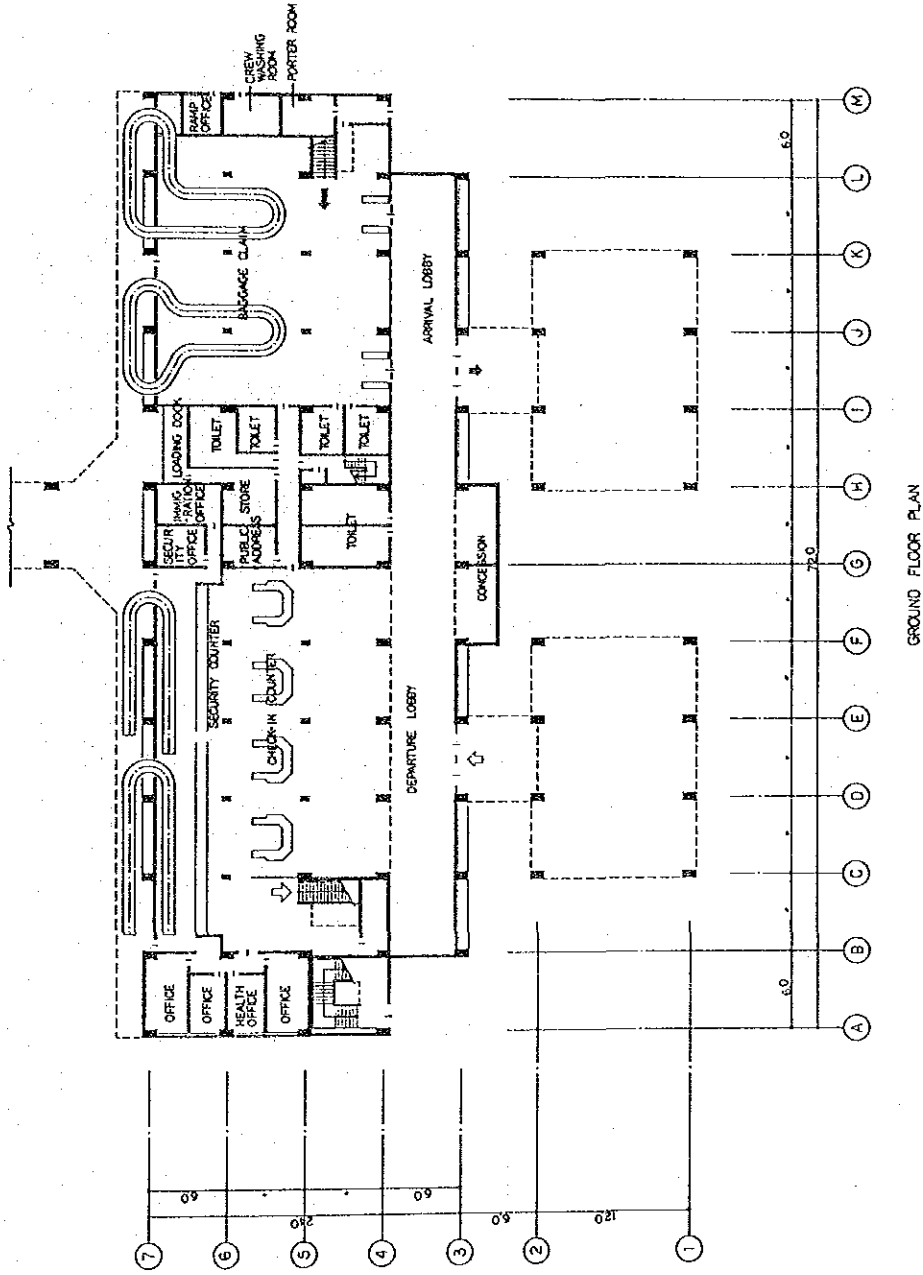 CREW
WASHING
ROOM
PORTER ROOM
RAMP
OFFICE
BAGGAGE CLAIM
ARRIVAL LOBBY
LOADING DOCK
TOILET
TOILET
TOILET
TOILET
IMMIG
-RATION
OFFICE
STORE
SECUR
ITY
OFFICE
PUBLIC
ADDRESS
TOILET
CONCESSION
SECURITY COUNTER
CHECK-IN COUNTER
DEPARTURE LOBBY
OFFICE
OFFICE
HEALTH
OFFICE
OFFICE
7
6
5
4
3
2
1
6.0
6.0
24.0
6.0
12.0
A
B
C
D
E
F
G
H
I
J
K
L
M
6.0
6.0
72.0
GROUND FLOOR PLAN